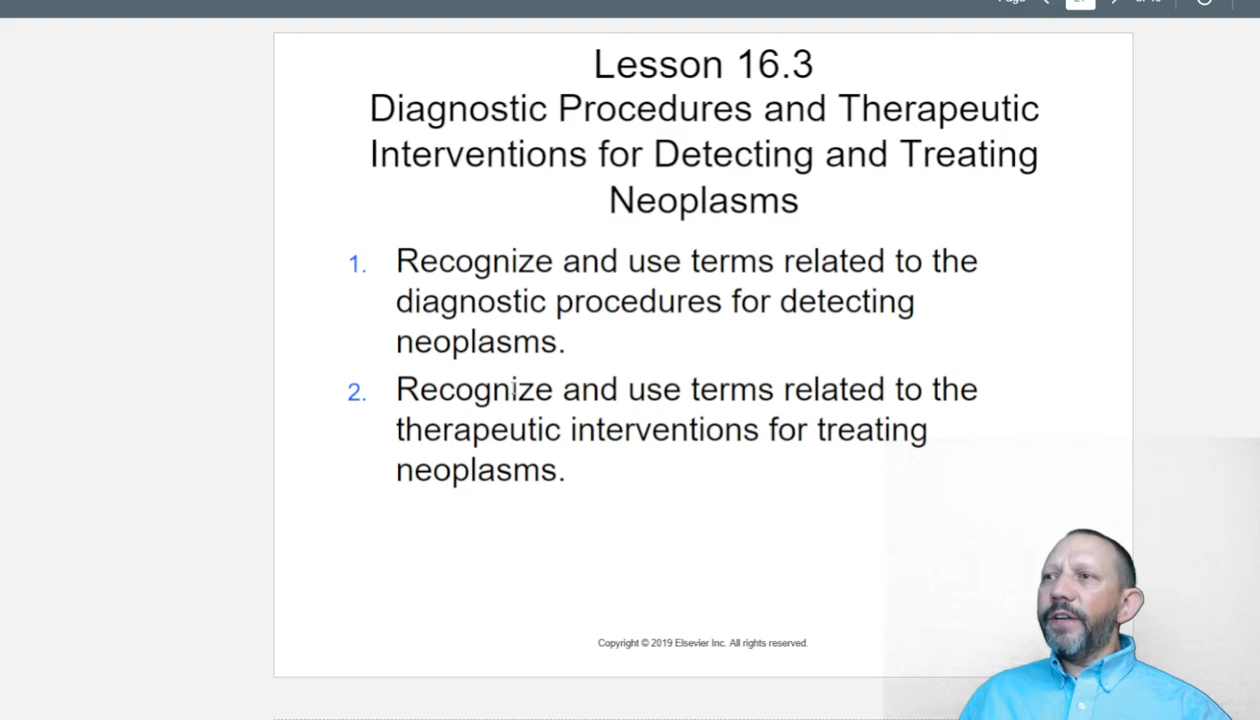 Lesson 16.3
Diagnostic Procedures and Therapeutic
Interventions for Detecting and Treating
Neoplasms
1. Recognize and use terms related to the
diagnostic procedures for detecting
neoplasms.
2. Recognize and use terms related to the
therapeutic interventions for treating
neoplasms.
Copyright © 2019 Elsevier Inc. All rights reserved.